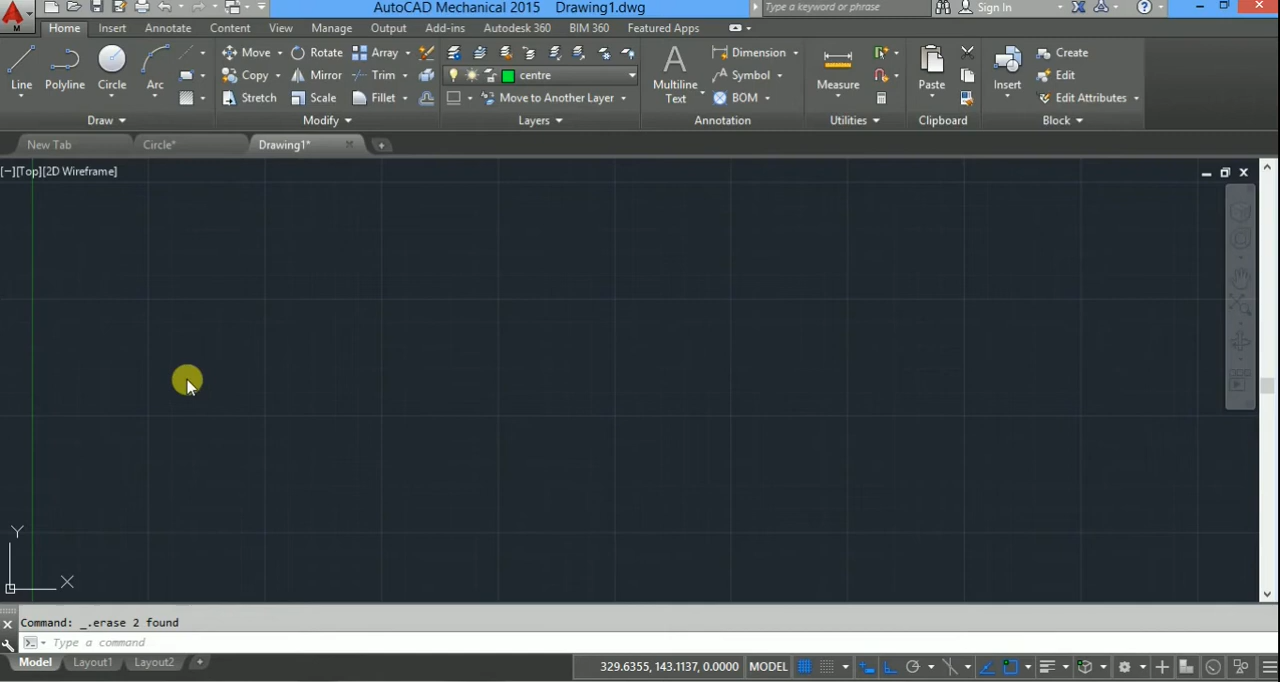 AutoCAD Mechanical 2015 Drawing1.dwg Type a keyword or phrase Sign In
Home Insert Annotate Content View Manage Output Add-ins Autodesk 360 BIM 360 Featured Apps
Line Polyline Circle Arc
Move Rotate Array
Copy Mirror Trim
Stretch Scale Fillet
centre
Move to Another Layer
Multiline Text
Dimension
Symbol
BOM
Measure Paste Insert
Create
Edit
Edit Attributes
Draw Modify Layers Annotation Utilities Clipboard Block
New Tab Circle* Drawing1*
[−][Top][2D Wireframe]
Y
X
Command: _.erase 2 found
Type a command
Model Layout1 Layout2
329.6355, 143.1137, 0.0000 MODEL